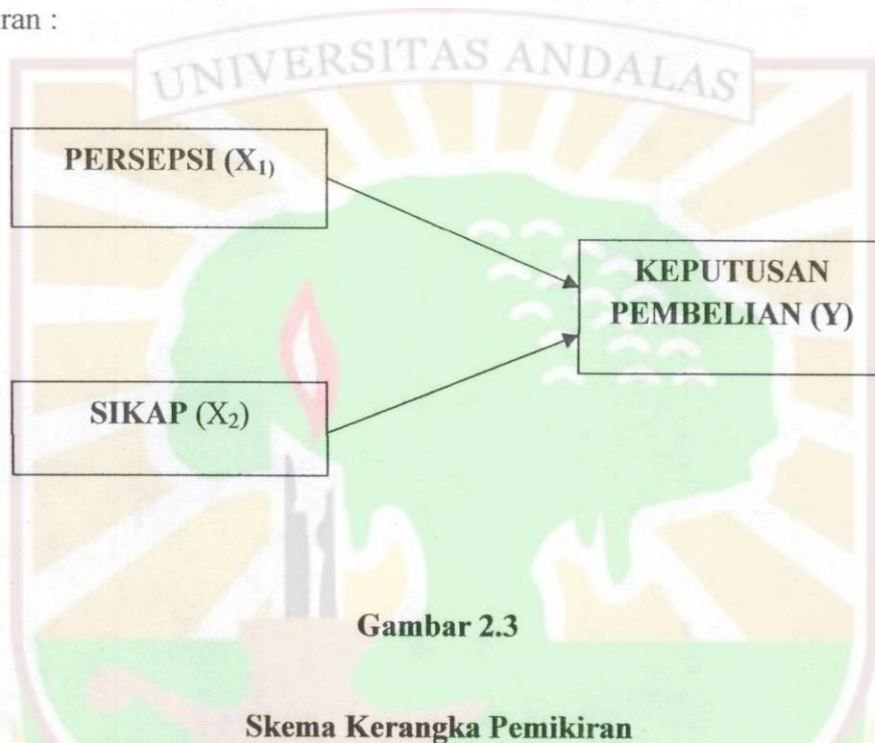 ran :
UNIVERSITAS ANDALAS
PERSEPSI (X₁)
KEPUTUSAN
PEMBELIAN (Y)
SIKAP (X₂)
Gambar 2.3
Skema Kerangka Pemikiran